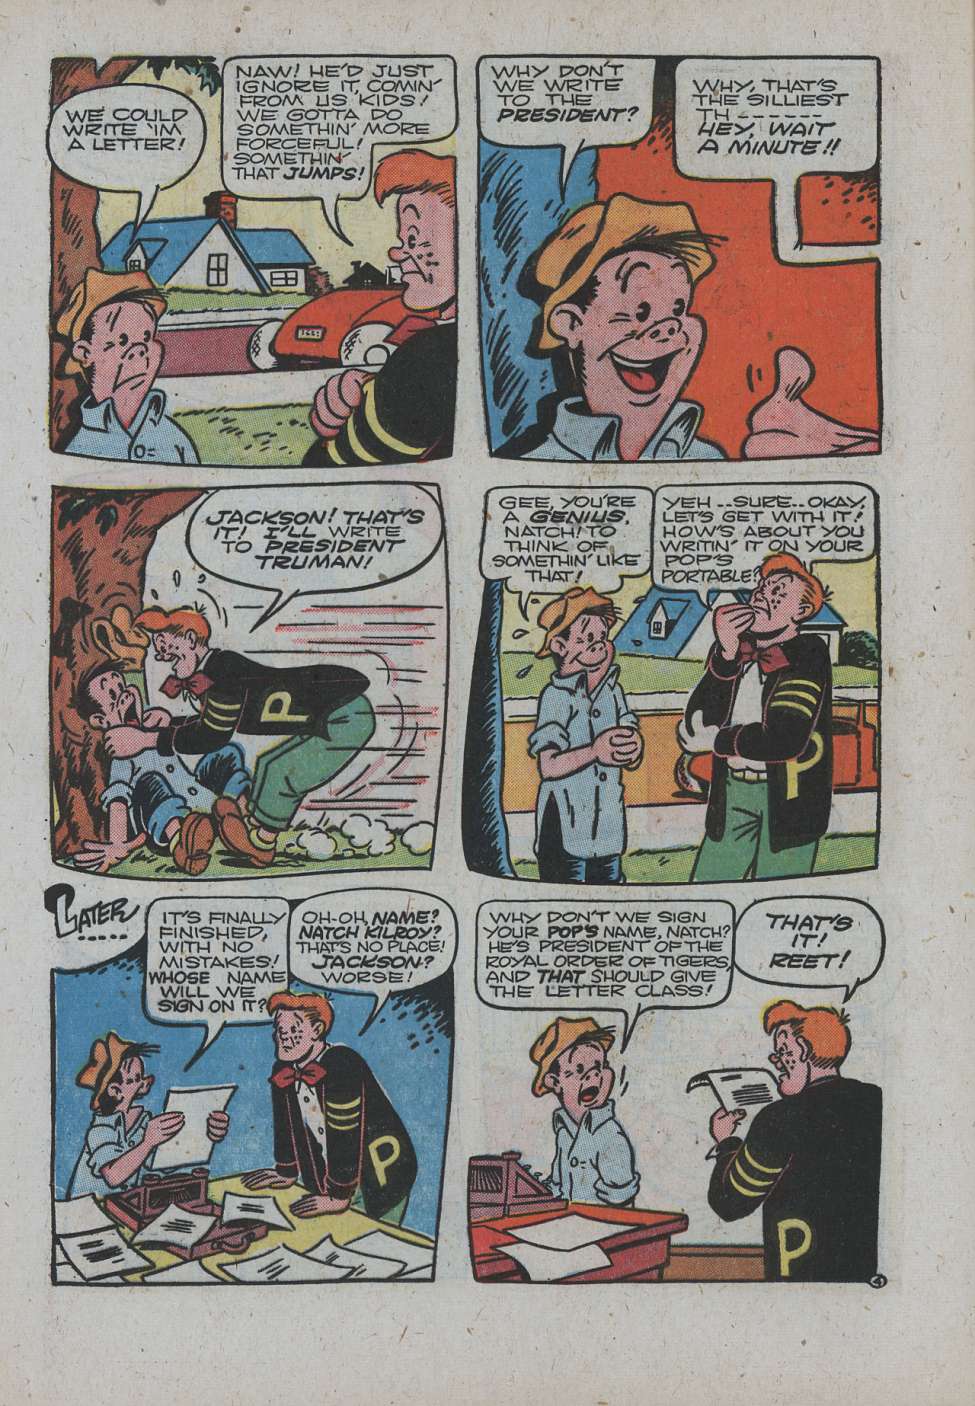 WE COULD
WRITE 'IM
A LETTER!
NAW! HE'D JUST
IGNORE IT, COMIN'
FROM US KIDS!
WE GOTTA DO
SOMETHIN' MORE
FORCEFUL!
SOMETHIN'
THAT JUMPS!
WHY DON'T
WE WRITE
TO THE
PRESIDENT?
WHY, THAT'S
THE SILLIEST
TH------
HEY, WAIT
A MINUTE!!
JACKSON! THAT'S
IT! I'LL WRITE
TO PRESIDENT
TRUMAN!
GEE, YOU'RE
A GENIUS,
NATCH! TO
THINK OF
SOMETHIN' LIKE
THAT!
YEH..SURE..OKAY,
LET'S GET WITH IT!
HOW'S ABOUT YOU
WRITIN' IT ON YOUR
POP'S
PORTABLE?
P
P
LATER
.....
IT'S FINALLY
FINISHED,
WITH NO
MISTAKES!
WHOSE NAME
WILL WE
SIGN ON IT?
OH-OH, NAME?
NATCH KILROY?
THAT'S NO PLACE!
JACKSON?
WORSE!
P
WHY DON'T WE SIGN
YOUR POP'S NAME, NATCH?
HE'S PRESIDENT OF THE
ROYAL ORDER OF TIGERS,
AND THAT SHOULD GIVE
THE LETTER CLASS!
THAT'S
IT!
REET!
P
4